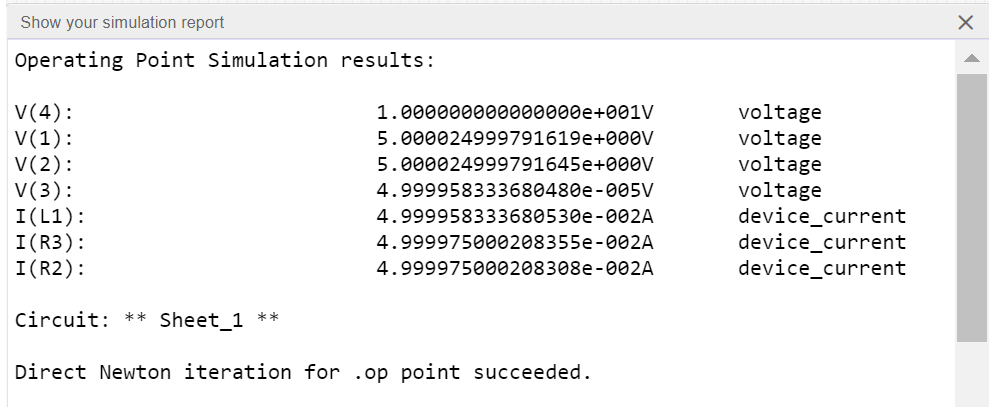 Show your simulation report
Operating Point Simulation results:
V(4): 1.000000000000000e+001V voltage
V(1): 5.000024999791619e+000V voltage
V(2): 5.000024999791645e+000V voltage
V(3): 4.999958333680480e-005V voltage
I(L1): 4.999958333680530e-002A device_current
I(R3): 4.999975000208355e-002A device_current
I(R2): 4.999975000208308e-002A device_current
Circuit: ** Sheet_1 **
Direct Newton iteration for .op point succeeded.